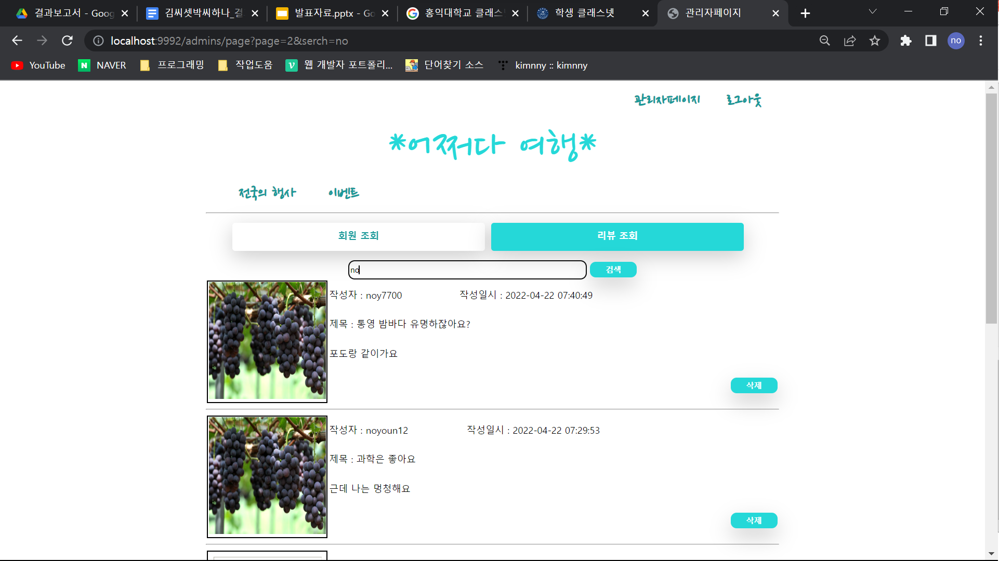 결과보고서 - Goog
김씨셋박씨하나_결
발표자료.pptx - Go
홍익대학교 클래스
학생 클래스넷
관리자페이지
localhost:9992/admins/page?page=2&serch=no
no
YouTube
NAVER
프로그래밍
작업도움
웹 개발자 포트폴리...
단어찾기 소스
kimnny :: kimnny
관리자페이지
로그아웃
*어쩌다 여행*
전국의 행사
이벤트
회원 조회
리뷰 조회
no
검색
작성자 : noy7700
작성일시 : 2022-04-22 07:40:49
제목 : 통영 밤바다 유명하잖아요?
포도랑 같이가요
삭제
작성자 : noyoun12
작성일시 : 2022-04-22 07:29:53
제목 : 과학은 좋아요
근데 나는 멍청해요
삭제